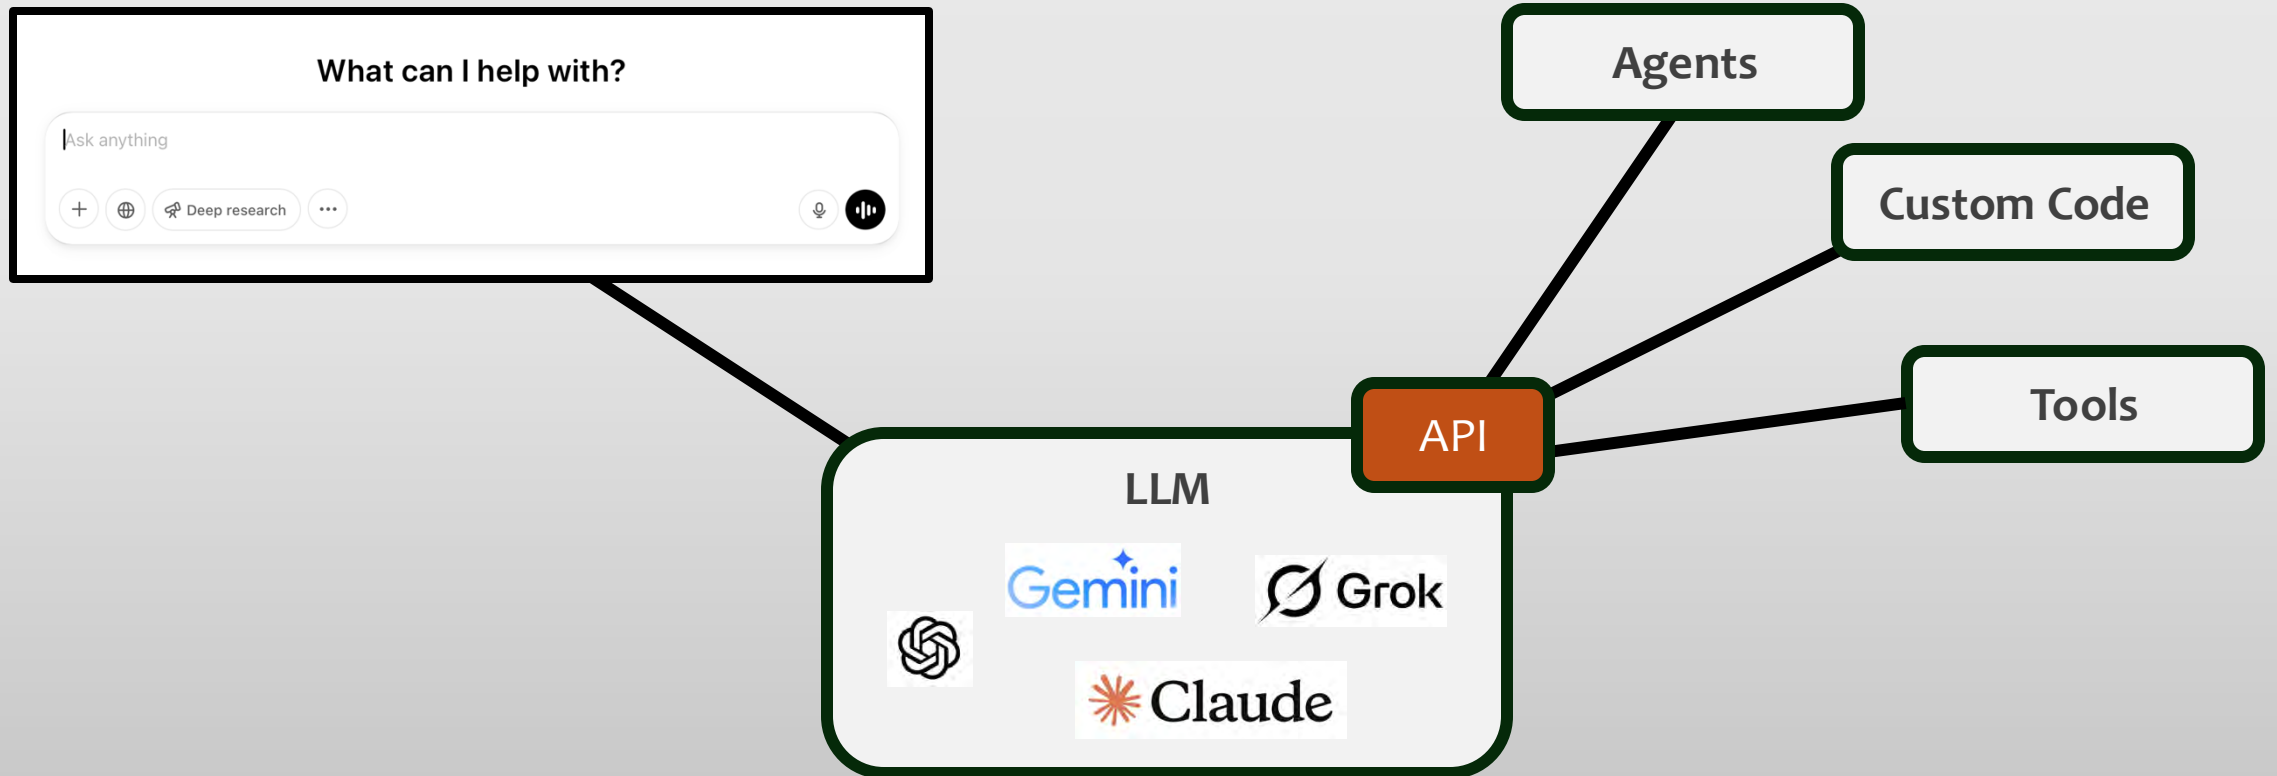 What can I help with?
Ask anything
Deep research
Agents
Custom Code
Tools
API
LLM
Gemini
Grok
Claude